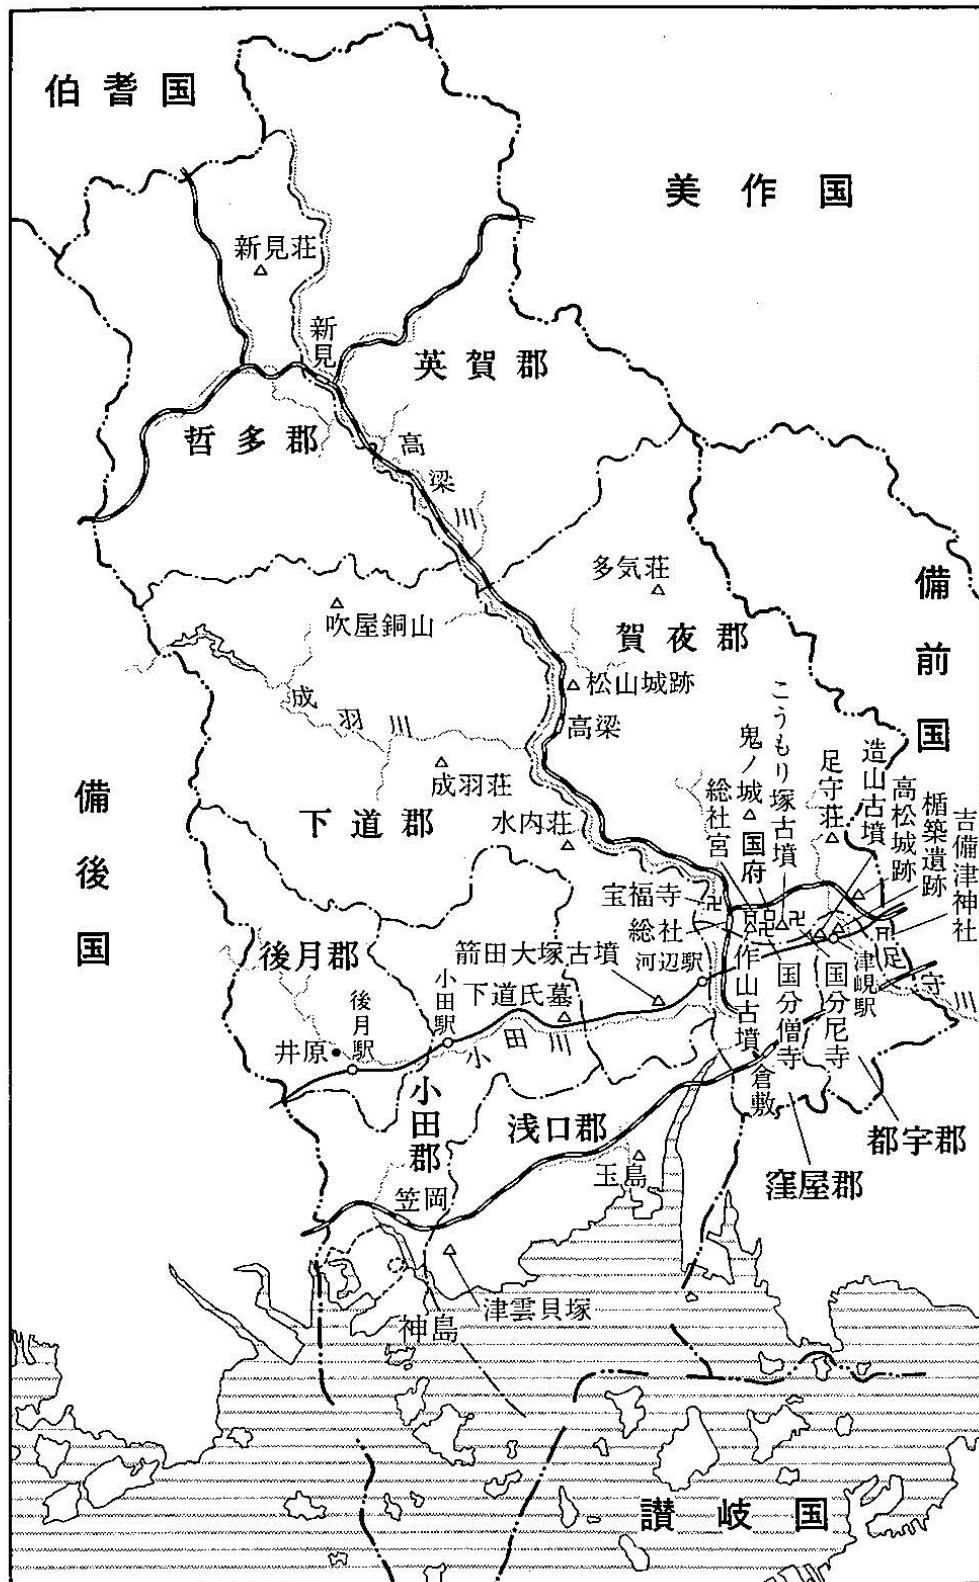 伯耆国
美作国
新見荘
新見
英賀郡
哲多郡
高梁川
備前国
多気荘
吹屋銅山
賀夜郡
松山城跡
高梁
成羽川
成羽荘
下道郡
水内荘
備後国
こうもり塚古墳
鬼ノ城
国府
総社宮
足守荘
造山古墳
高松城跡
楯築遺跡
吉備津神社
宝福寺
総社
河辺駅
作山古墳
国分僧寺
国分尼寺
津峴駅
足守川
後月郡
箭田大塚古墳
下道氏墓
小田駅
後月駅
井原
小田川
小田郡
浅口郡
倉敷
都宇郡
窪屋郡
玉島
笠岡
津雲貝塚
神島
讃岐国